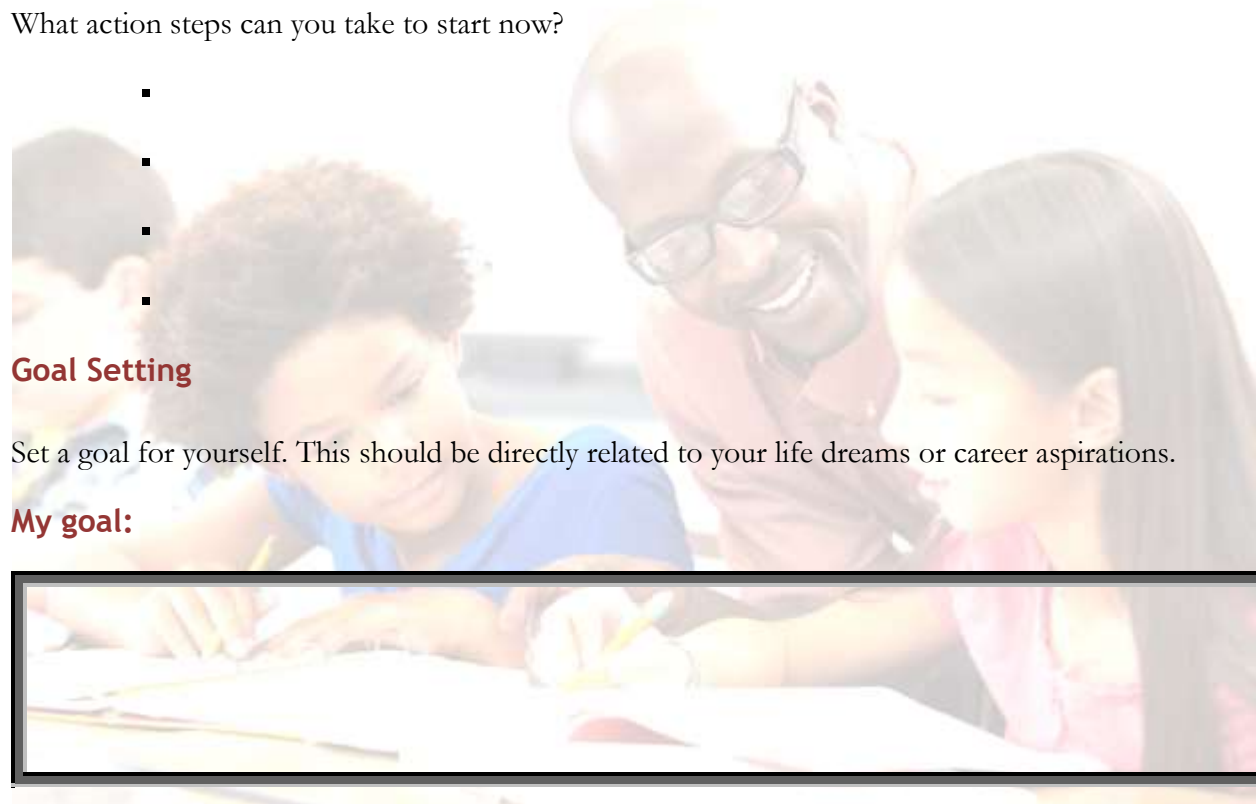 What action steps can you take to start now?
▪
▪
▪
▪
Goal Setting
Set a goal for yourself. This should be directly related to your life dreams or career aspirations.
My goal: